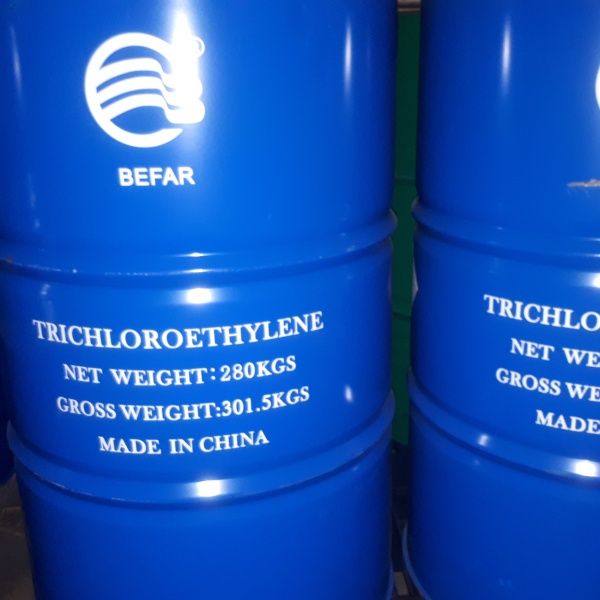 BEFAR
TRICHLOROETHYLENE
NET WEIGHT:280KGS
GROSS WEIGHT:301.5KGS
MADE IN CHINA
TRICHLO
NET WE
GROSS WE
MADE